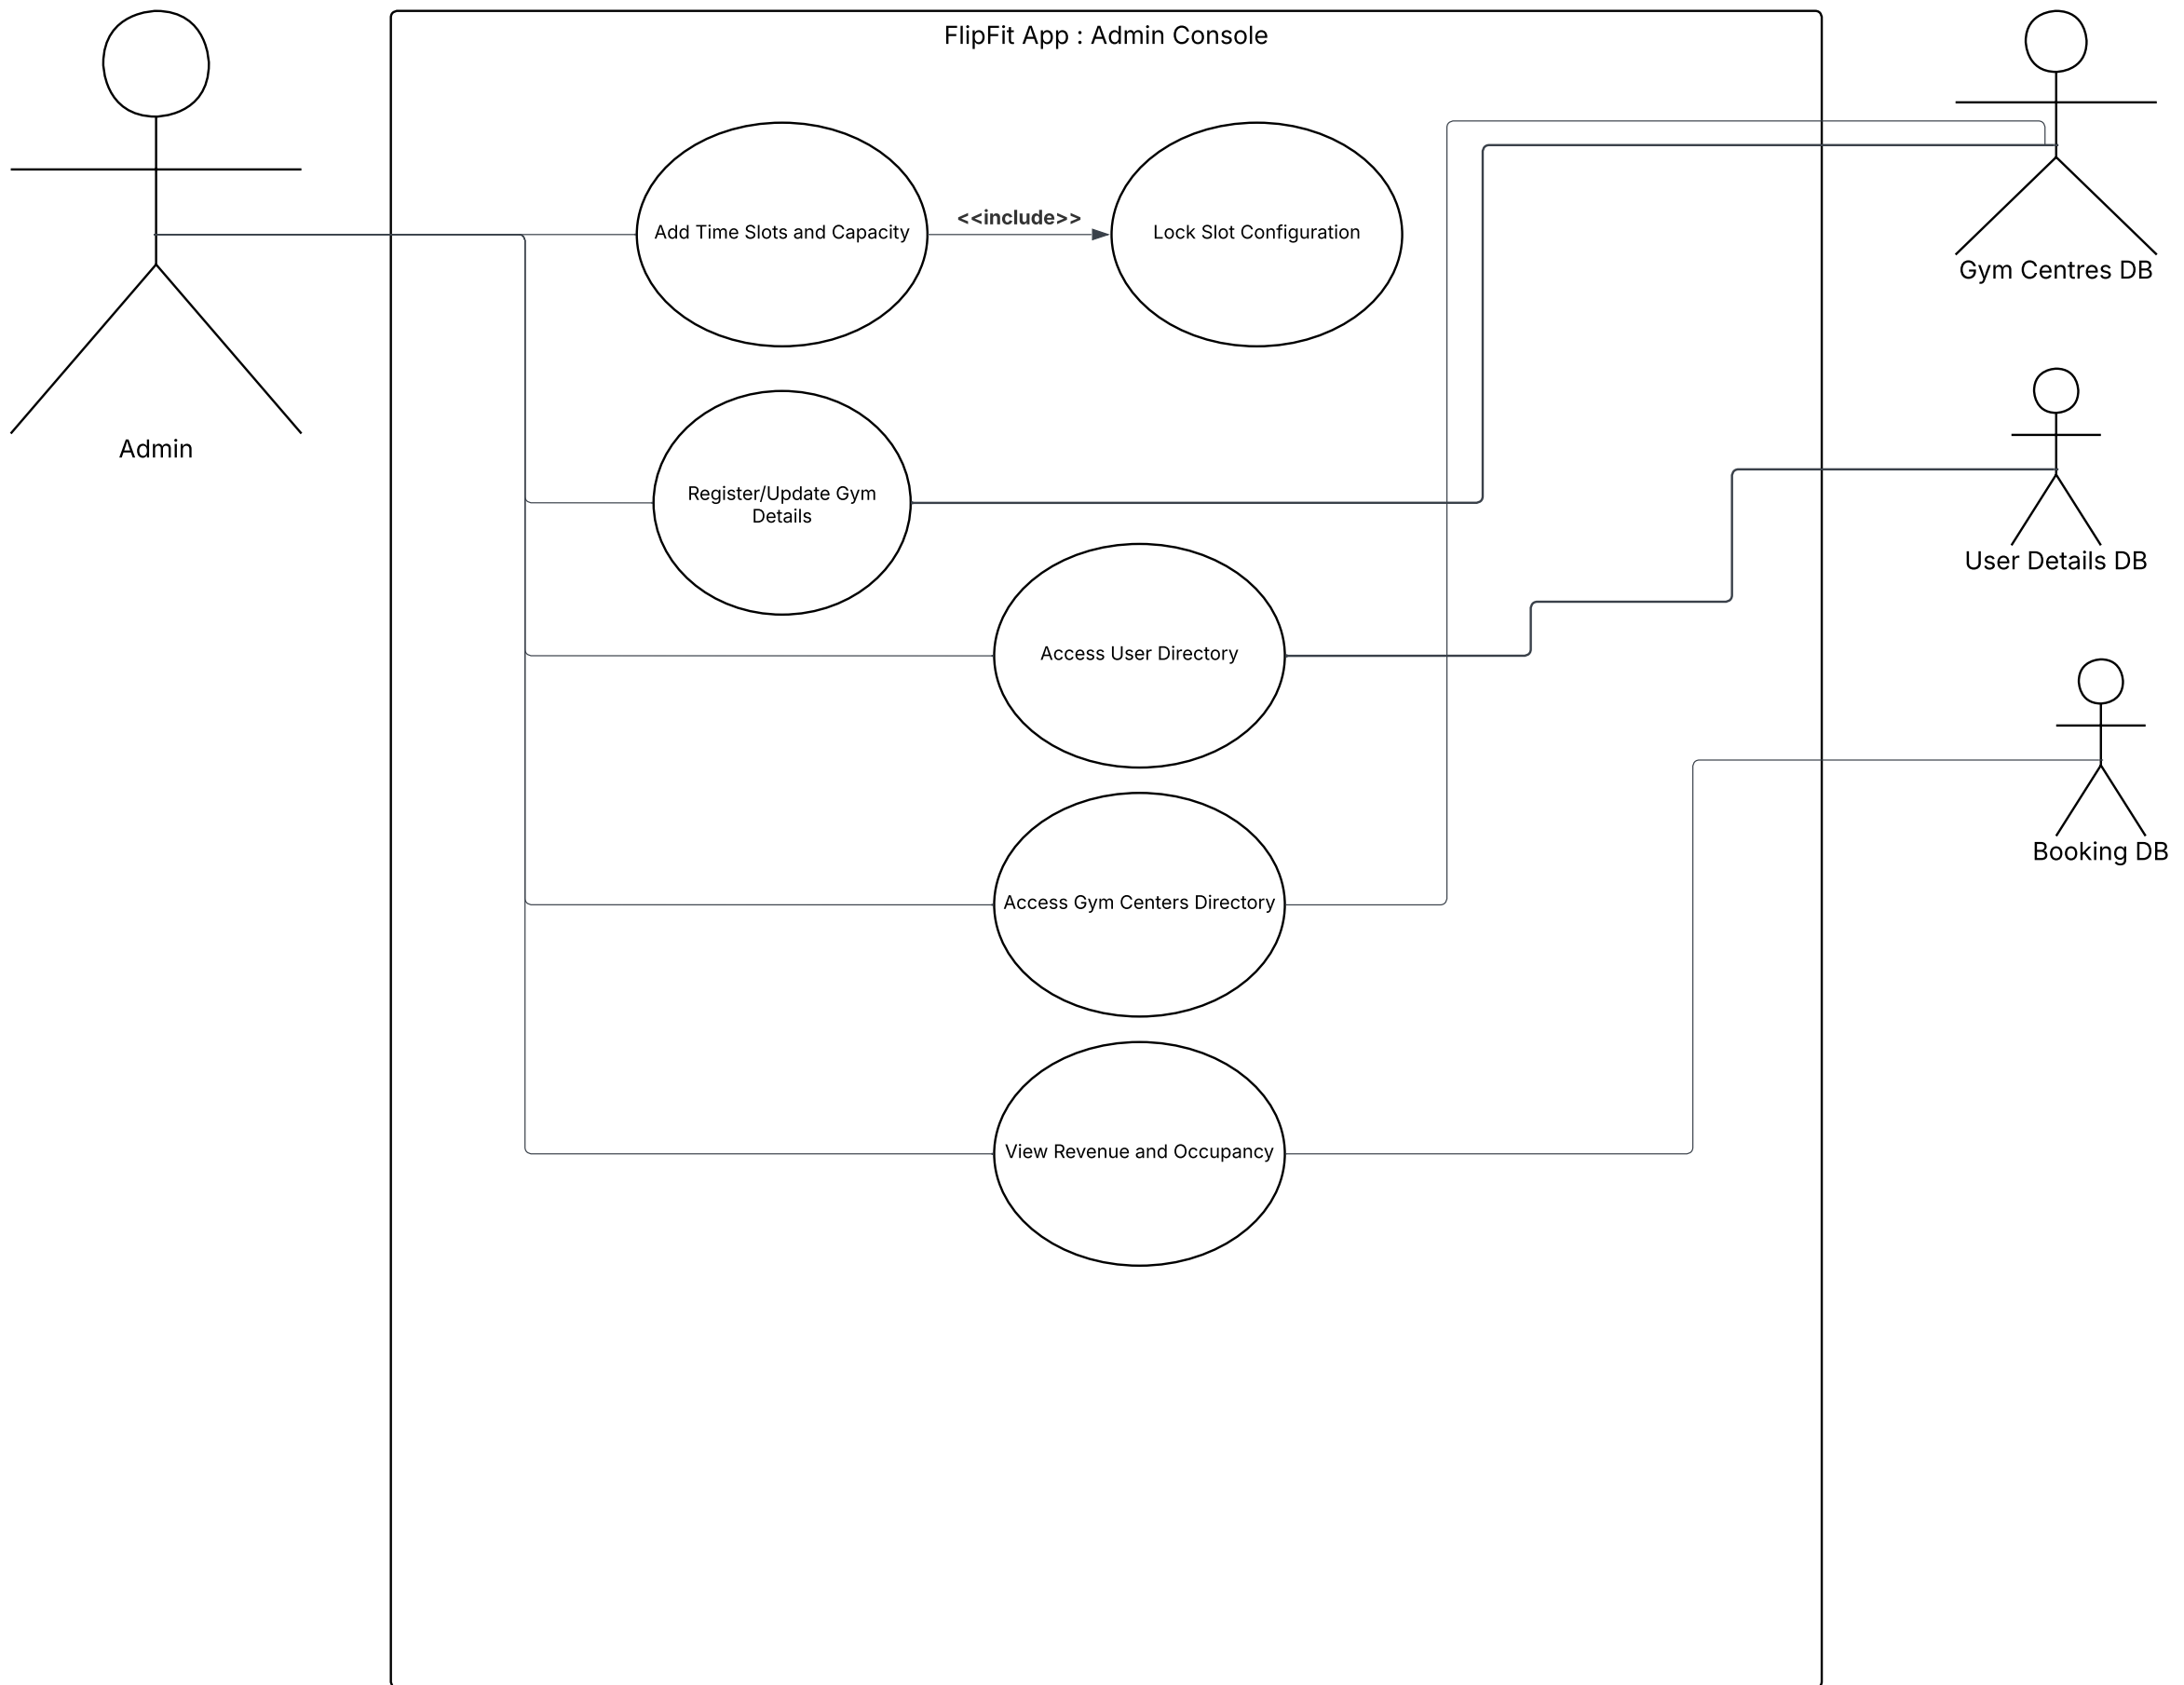 FlipFit App : Admin Console
Add Time Slots and Capacity
<<include>>
Lock Slot Configuration
Gym Centres DB
Admin
Register/Update Gym
Details
User Details DB
Access User Directory
Booking DB
Access Gym Centers Directory
View Revenue and Occupancy